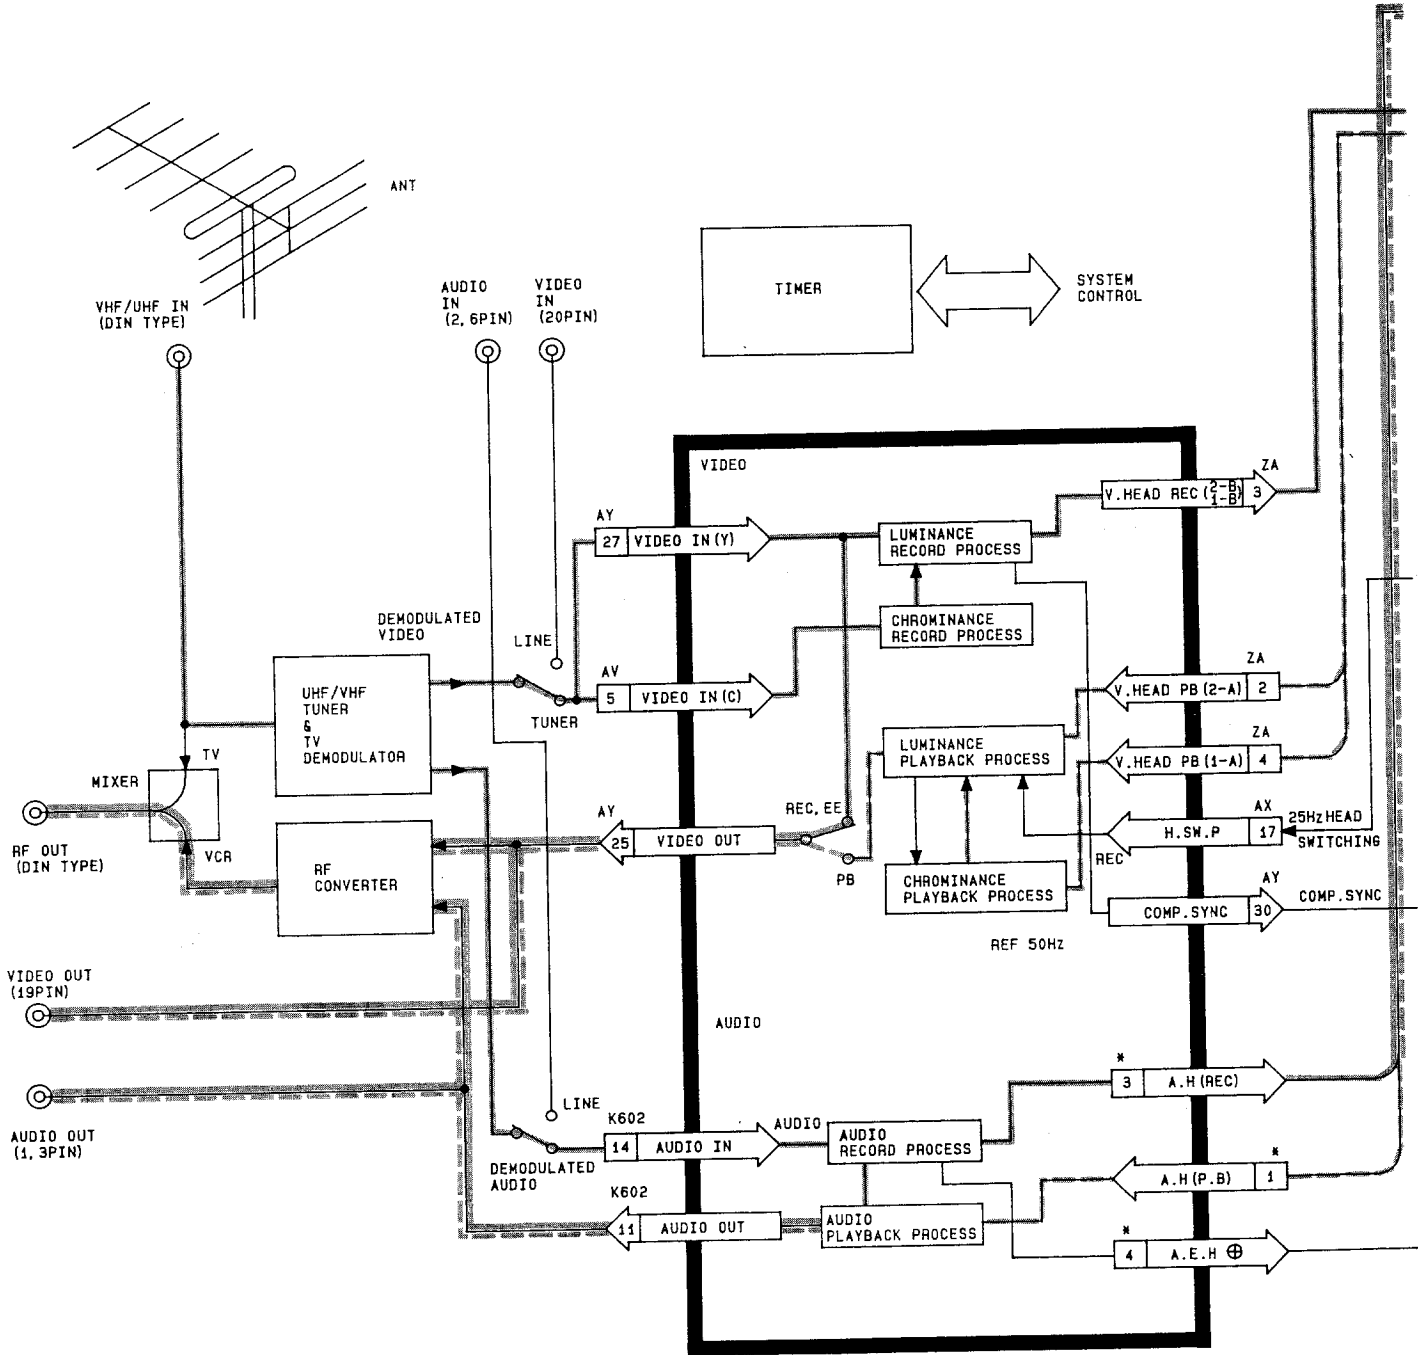 ANT
VHF/UHF IN
(DIN TYPE)
AUDIO
IN
(2, 6PIN)
VIDEO
IN
(20PIN)
TIMER
SYSTEM
CONTROL
VIDEO
ZA
V.HEAD REC (2-B
1-B) 3
AY
27 VIDEO IN (Y)
LUMINANCE
RECORD PROCESS
DEMODULATED
VIDEO
LINE
CHROMINANCE
RECORD PROCESS
AV
5 VIDEO IN (C)
TUNER
ZA
V.HEAD PB (2-A) 2
UHF/VHF
TUNER
&
TV
DEMODULATOR
LUMINANCE
PLAYBACK PROCESS
ZA
V.HEAD PB (1-A) 4
TV
MIXER
REC, EE
AY
25 VIDEO OUT
AX
H.SW.P 17
25Hz HEAD
SWITCHING
REC
RF OUT
(DIN TYPE)
VCR
RF
CONVERTER
PB
CHROMINANCE
PLAYBACK PROCESS
AY
COMP.SYNC 30
COMP.SYNC
REF 50Hz
VIDEO OUT
(19PIN)
AUDIO
*
3 A.H (REC)
LINE
AUDIO OUT
(1, 3PIN)
K602
14 AUDIO IN
AUDIO
AUDIO
RECORD PROCESS
DEMODULATED
AUDIO
*
A.H (P.B) 1
K602
11 AUDIO OUT
AUDIO
PLAYBACK PROCESS
*
4 A.E.H ⊕